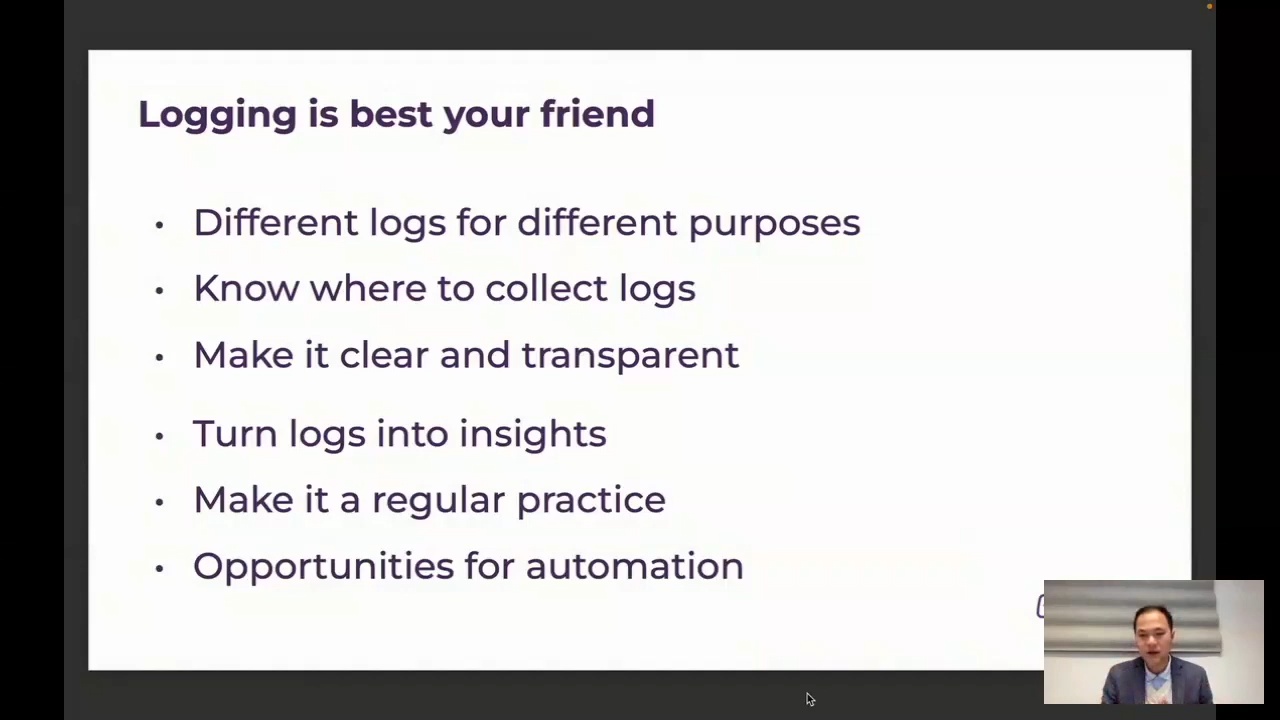 Logging is best your friend
• Different logs for different purposes
• Know where to collect logs
• Make it clear and transparent
• Turn logs into insights
• Make it a regular practice
• Opportunities for automation